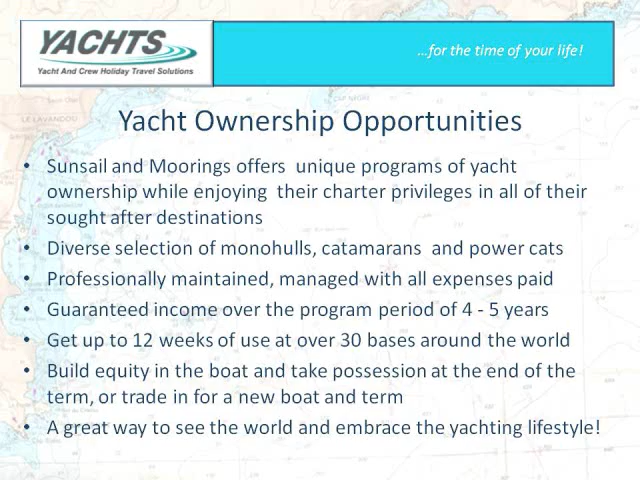 YACHTS
Yacht And Crew Holiday Travel Solutions
...for the time of your life!
Yacht Ownership Opportunities
• Sunsail and Moorings offers unique programs of yacht
ownership while enjoying their charter privileges in all of their
sought after destinations
• Diverse selection of monohulls, catamarans and power cats
• Professionally maintained, managed with all expenses paid
• Guaranteed income over the program period of 4 - 5 years
• Get up to 12 weeks of use at over 30 bases around the world
• Build equity in the boat and take possession at the end of the
term, or trade in for a new boat and term
• A great way to see the world and embrace the yachting lifestyle!
LE LAVANDOU